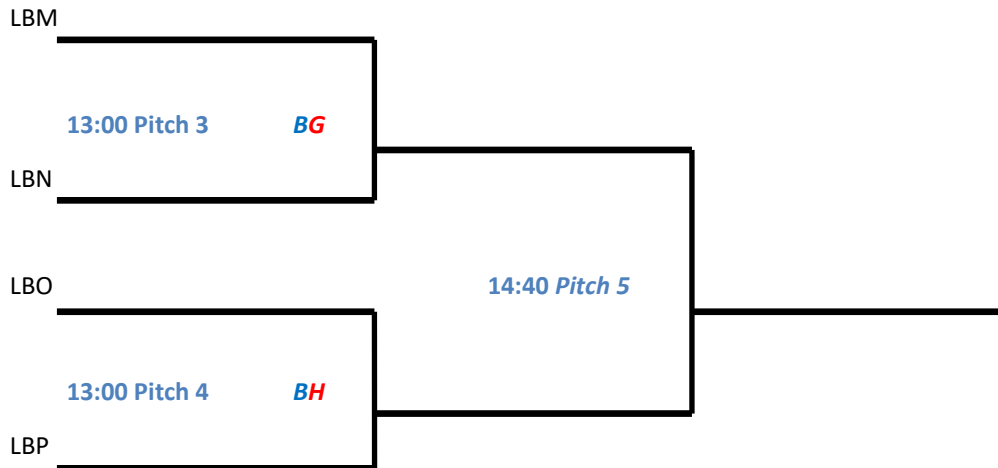 LBM
13:00 Pitch 3 BG
LBN
LBO
14:40 Pitch 5
13:00 Pitch 4 BH
LBP